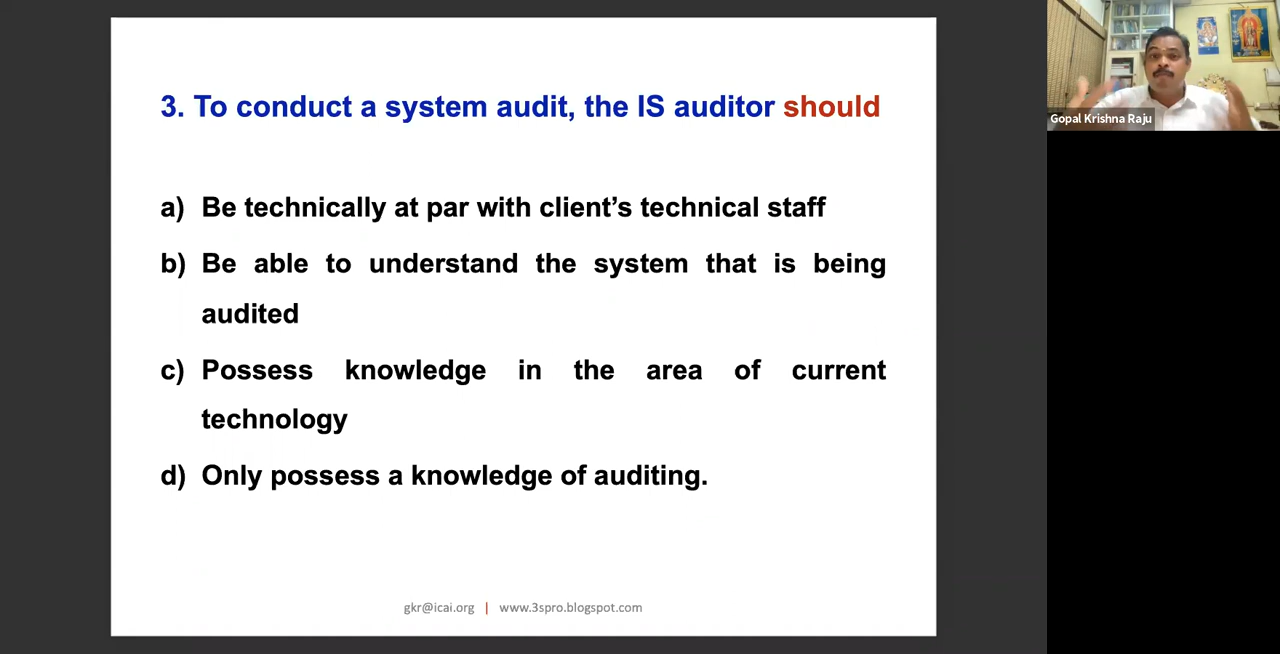 3. To conduct a system audit, the IS auditor should
a) Be technically at par with client’s technical staff
b) Be able to understand the system that is being
audited
c) Possess knowledge in the area of current
technology
d) Only possess a knowledge of auditing.
gkr@icai.org | www.3spro.blogspot.com
Gopal Krishna Raju